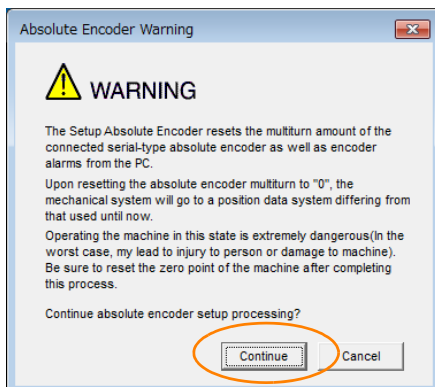 Absolute Encoder Warning
WARNING
The Setup Absolute Encoder resets the multiturn amount of the
connected serial-type absolute encoder as well as encoder
alarms from the PC.
Upon resetting the absolute encoder multiturn to "0", the
mechanical system will go to a position data system differing from
that used until now.
Operating the machine in this state is extremely dangerous(In the
worst case, my lead to injury to person or damage to machine).
Be sure to reset the zero point of the machine after completing
this process.
Continue absolute encoder setup processing?
Continue
Cancel